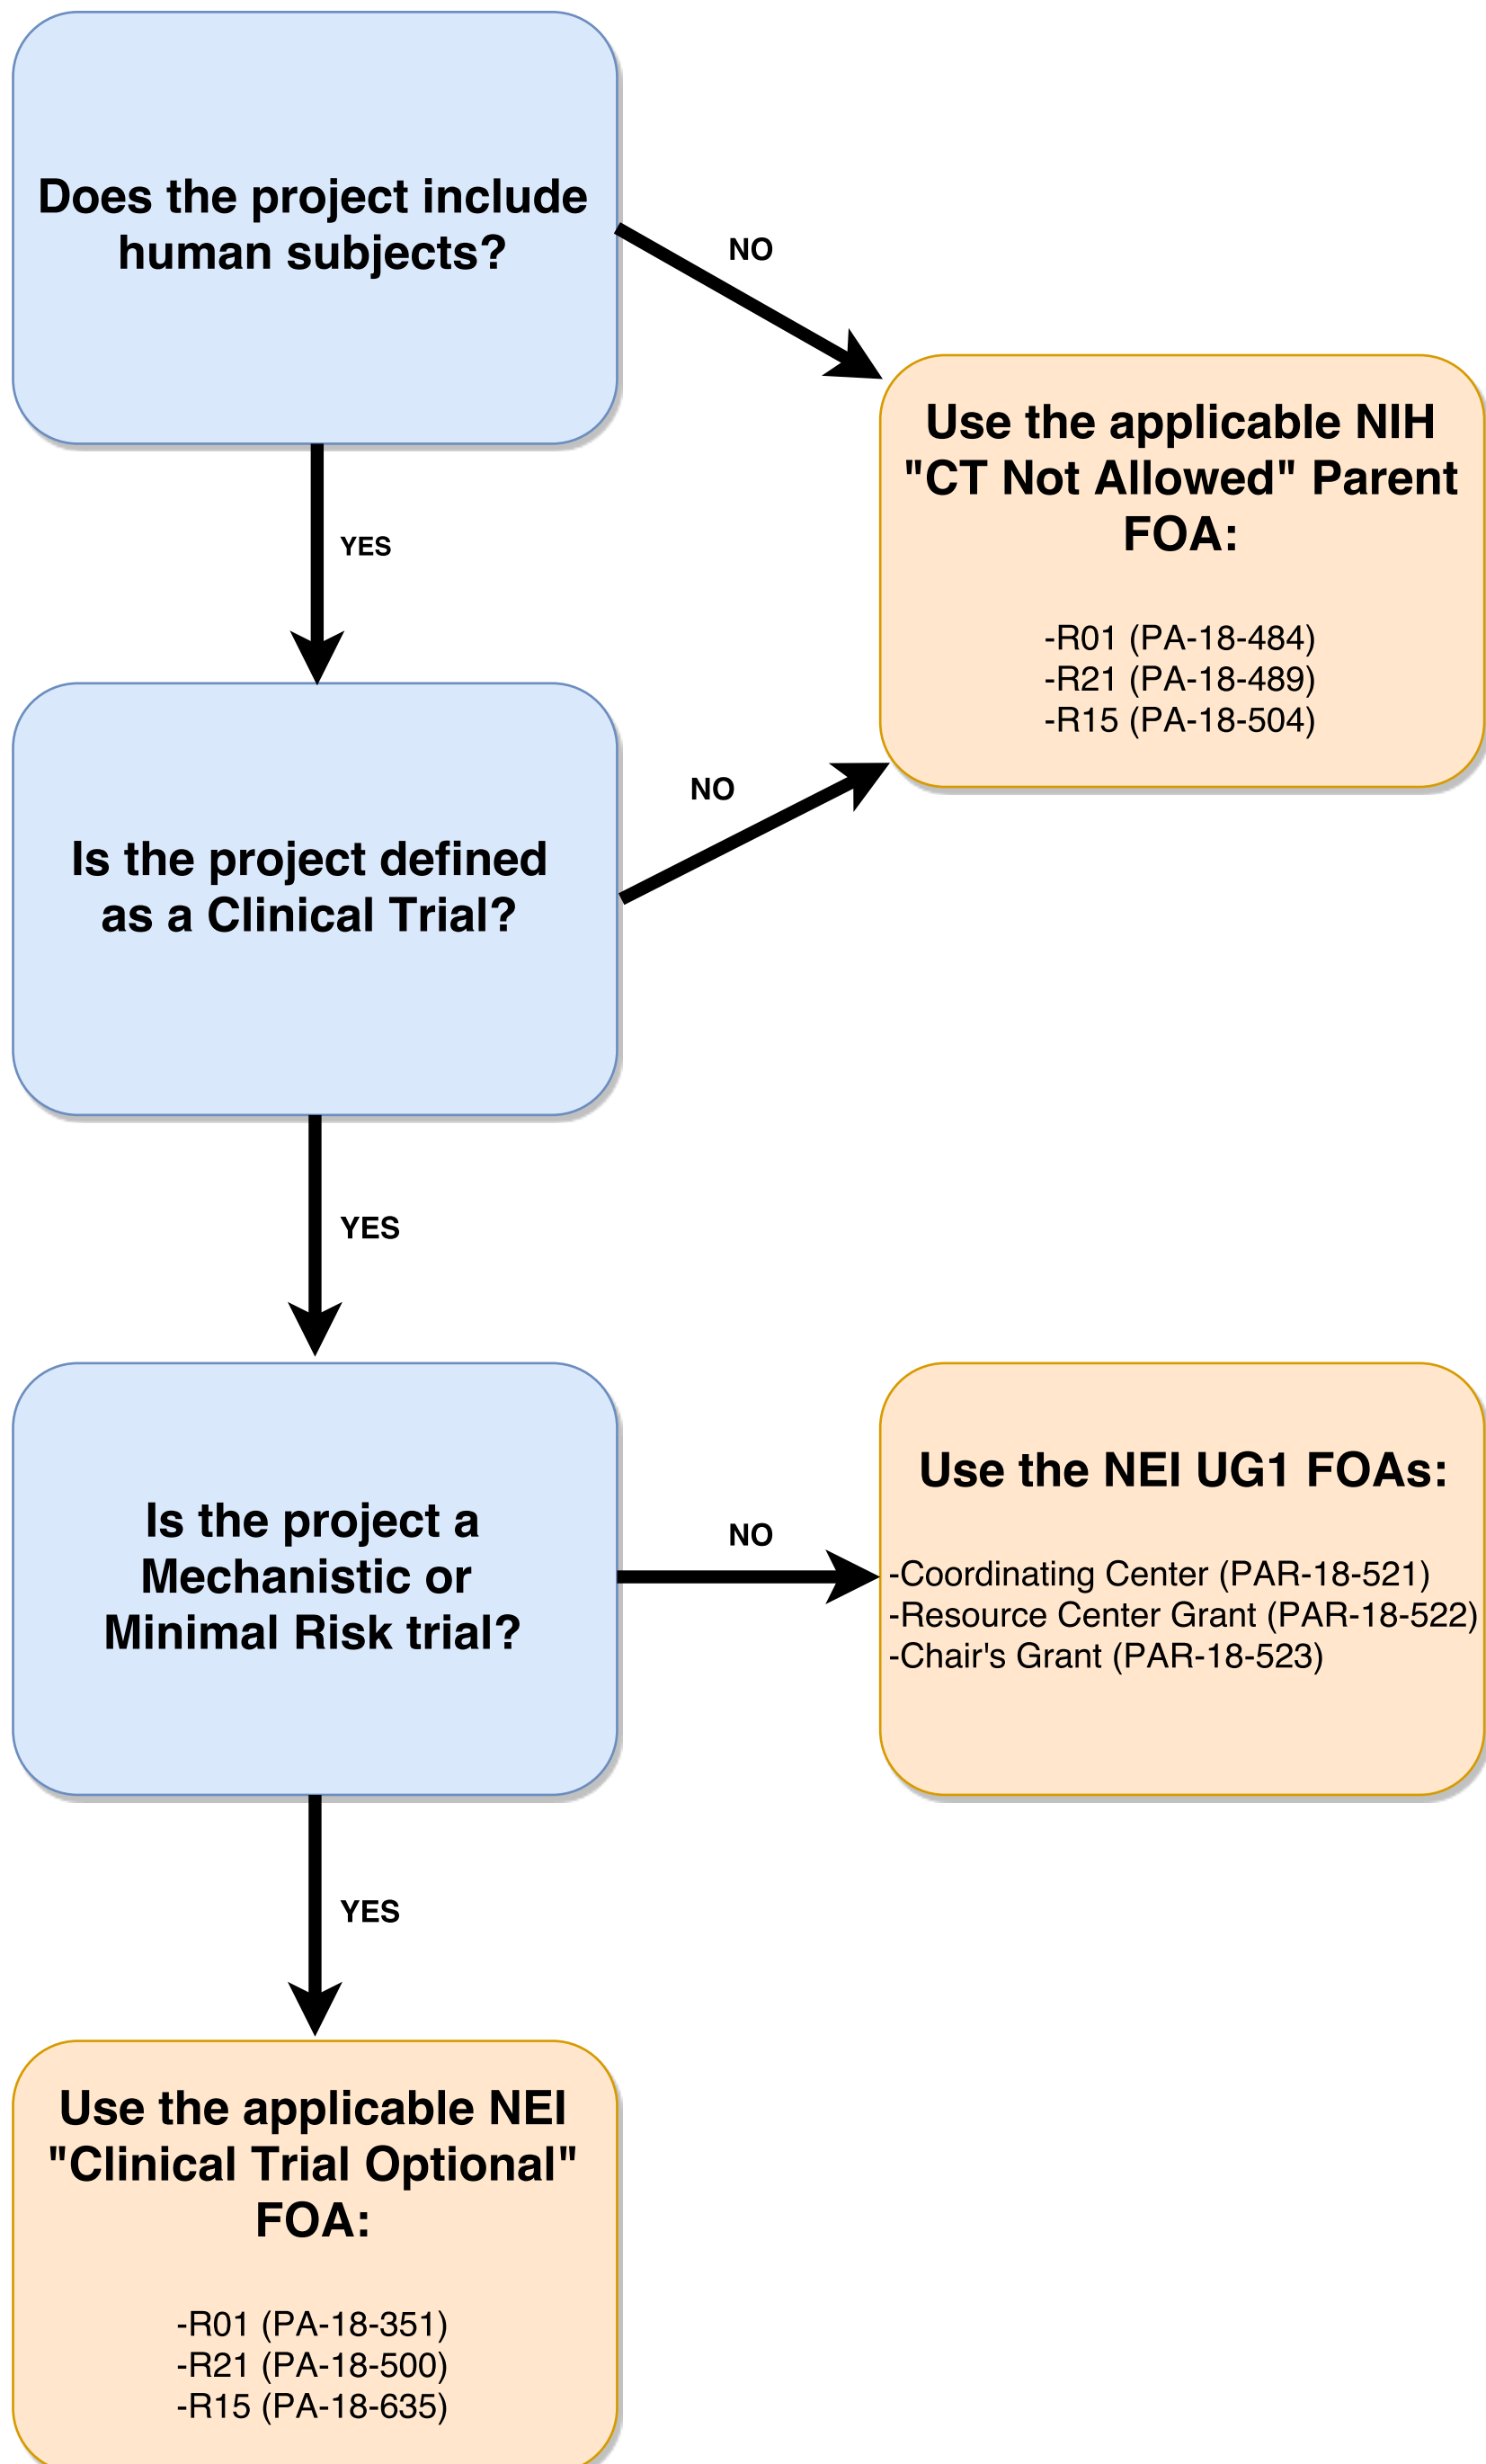 Does the project include
human subjects?
NO
Use the applicable NIH
"CT Not Allowed" Parent
FOA:
-R01 (PA-18-484)
-R21 (PA-18-489)
-R15 (PA-18-504)
YES
NO
Is the project defined
as a Clinical Trial?
YES
Is the project a
Mechanistic or
Minimal Risk trial?
NO
Use the NEI UG1 FOAs:
-Coordinating Center (PAR-18-521)
-Resource Center Grant (PAR-18-522)
-Chair's Grant (PAR-18-523)
YES
Use the applicable NEI
"Clinical Trial Optional"
FOA:
-R01 (PA-18-351)
-R21 (PA-18-500)
-R15 (PA-18-635)